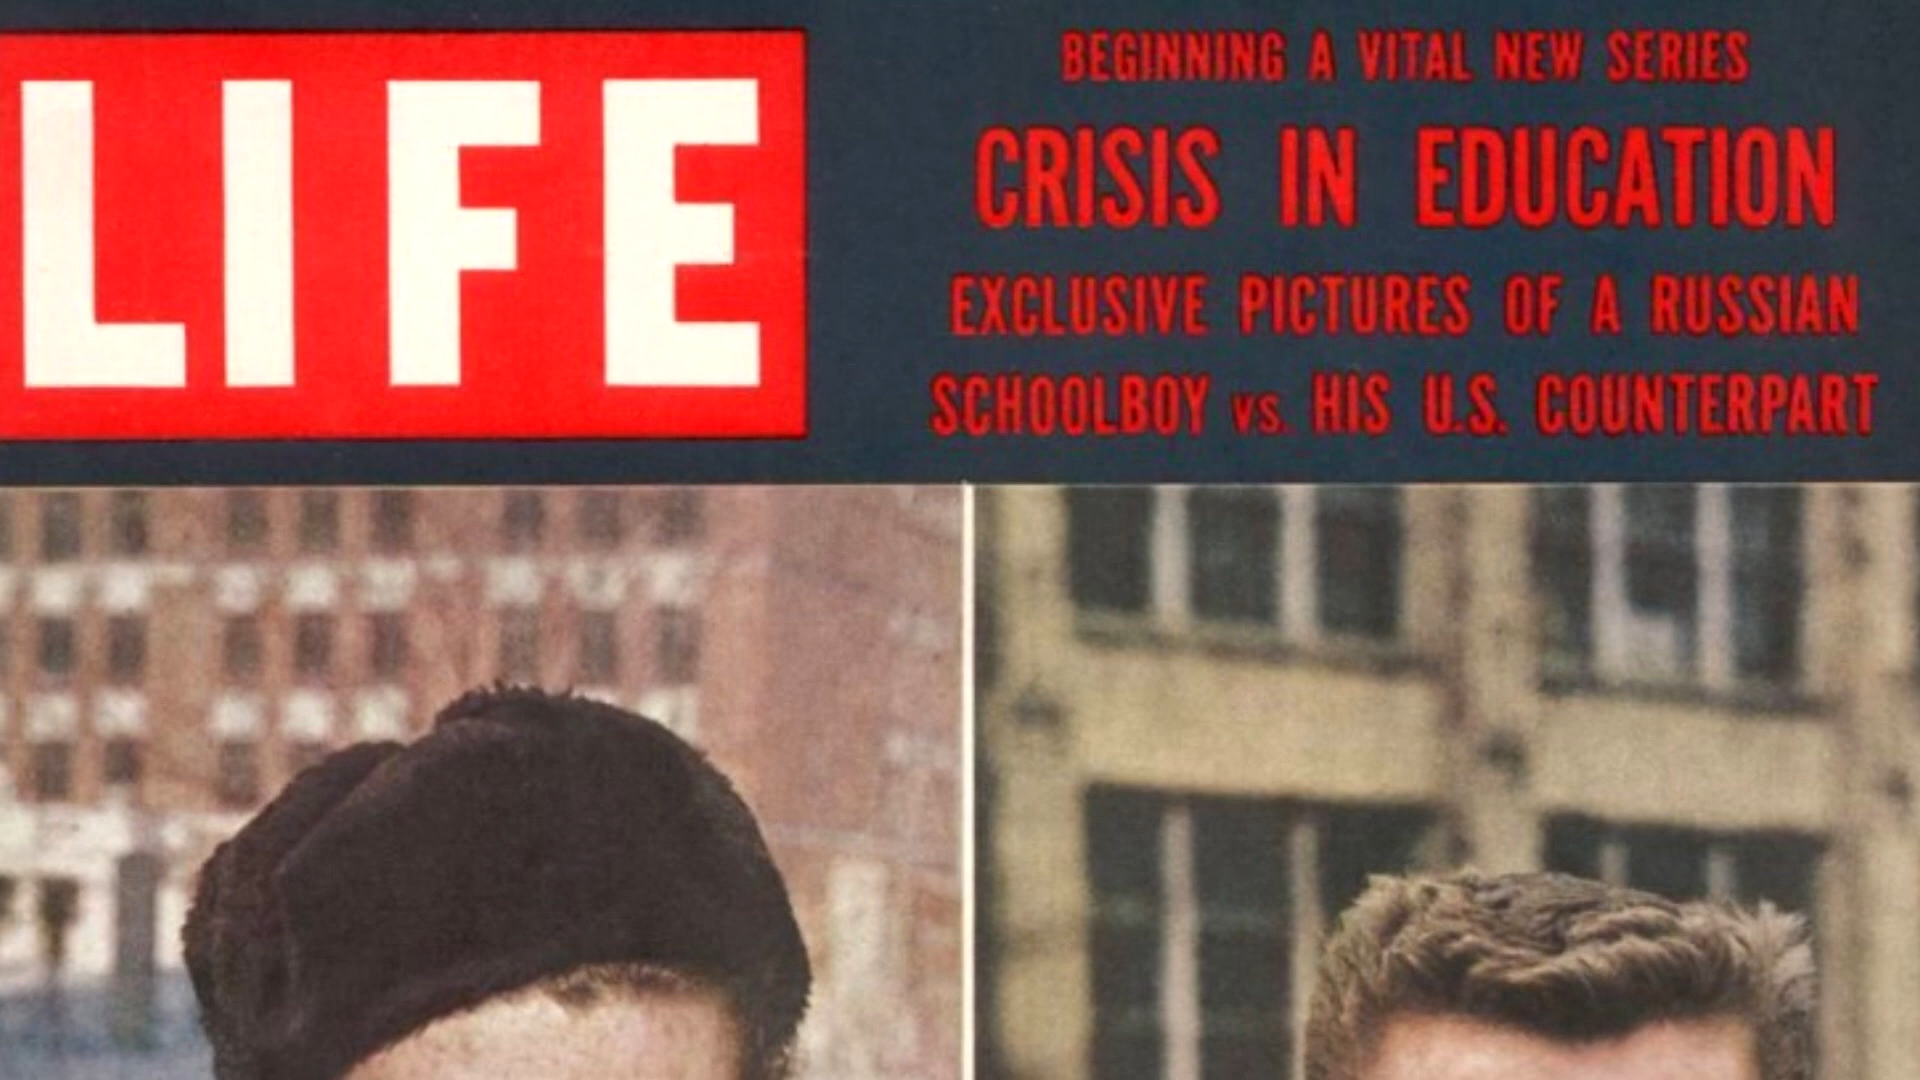 LIFE
BEGINNING A VITAL NEW SERIES
CRISIS IN EDUCATION
EXCLUSIVE PICTURES OF A RUSSIAN
SCHOOLBOY vs. HIS U.S. COUNTERPART